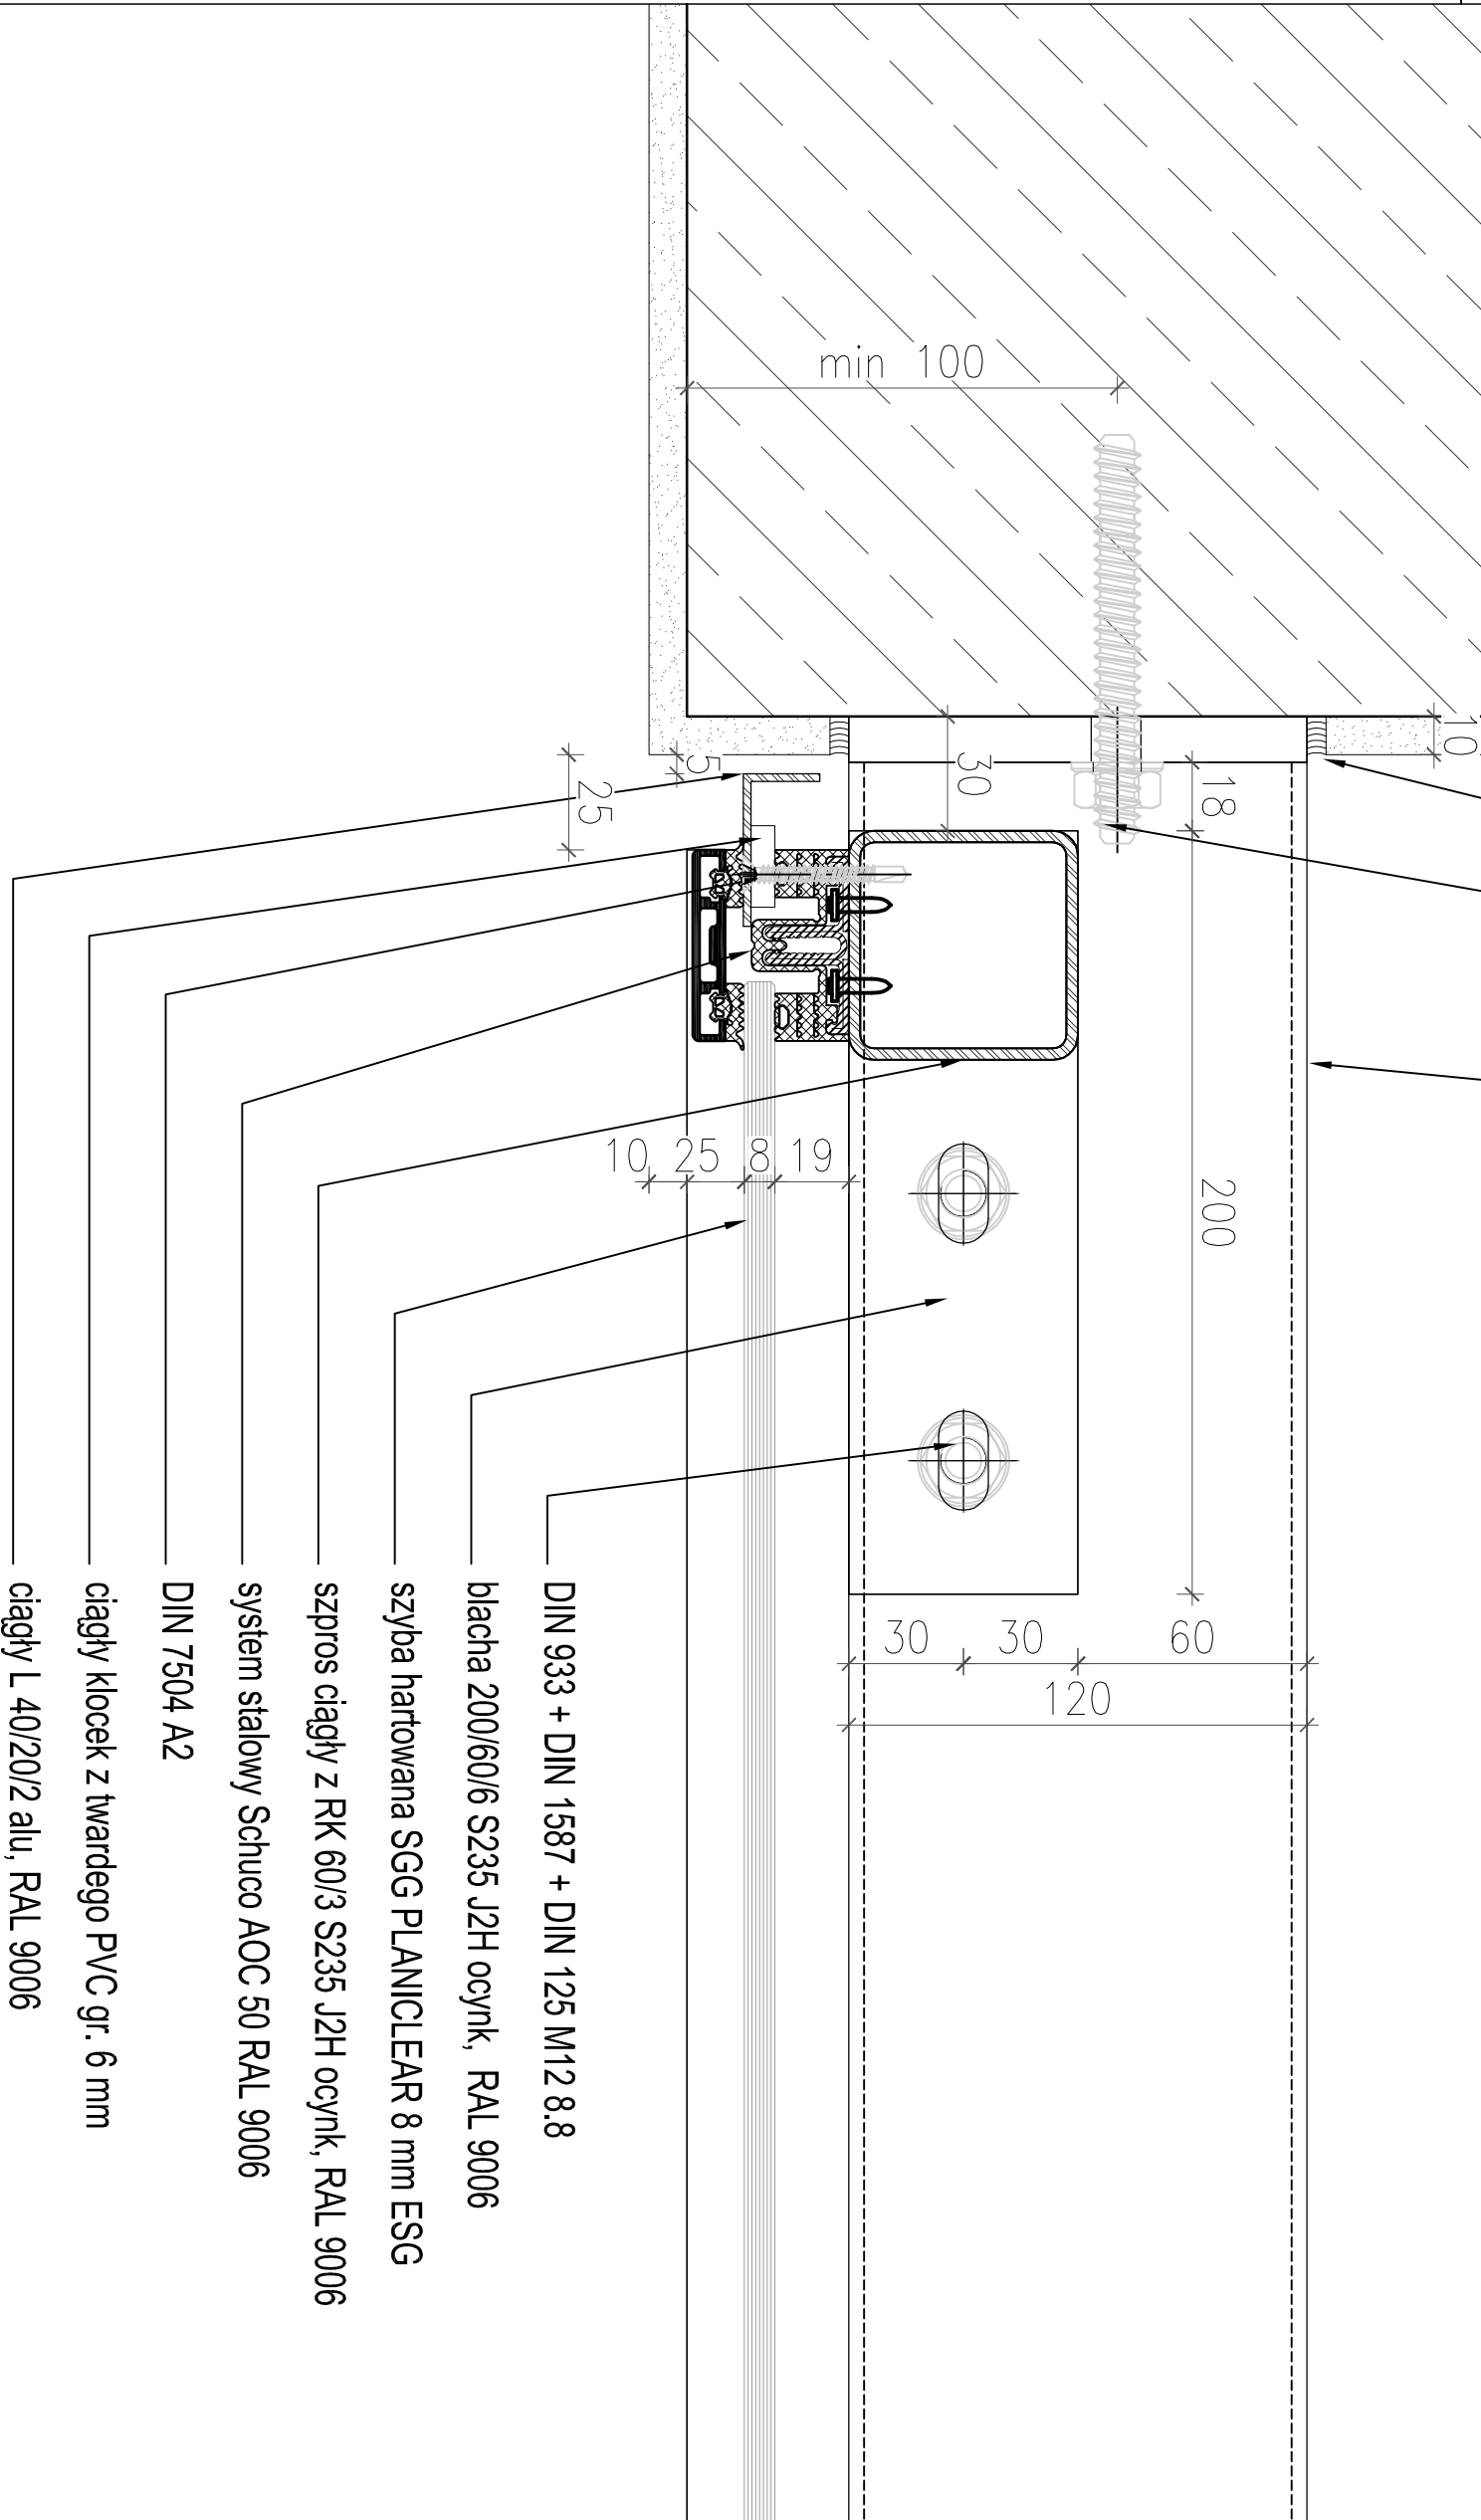 min 100
10
18
30
5
25
200
10 25 8 19
30 30 60
120
DIN 933 + DIN 1587 + DIN 125 M12 8.8
blacha 200/60/6 S235 J2H ocynk, RAL 9006
szyba hartowana SGG PLANICLEAR 8 mm ESG
szpros ciągły z RK 60/3 S235 J2H ocynk, RAL 9006
system stalowy Schuco AOC 50 RAL 9006
DIN 7504 A2
ciągły klocek z twardego PVC gr. 6 mm
ciągły L 40/20/2 alu, RAL 9006